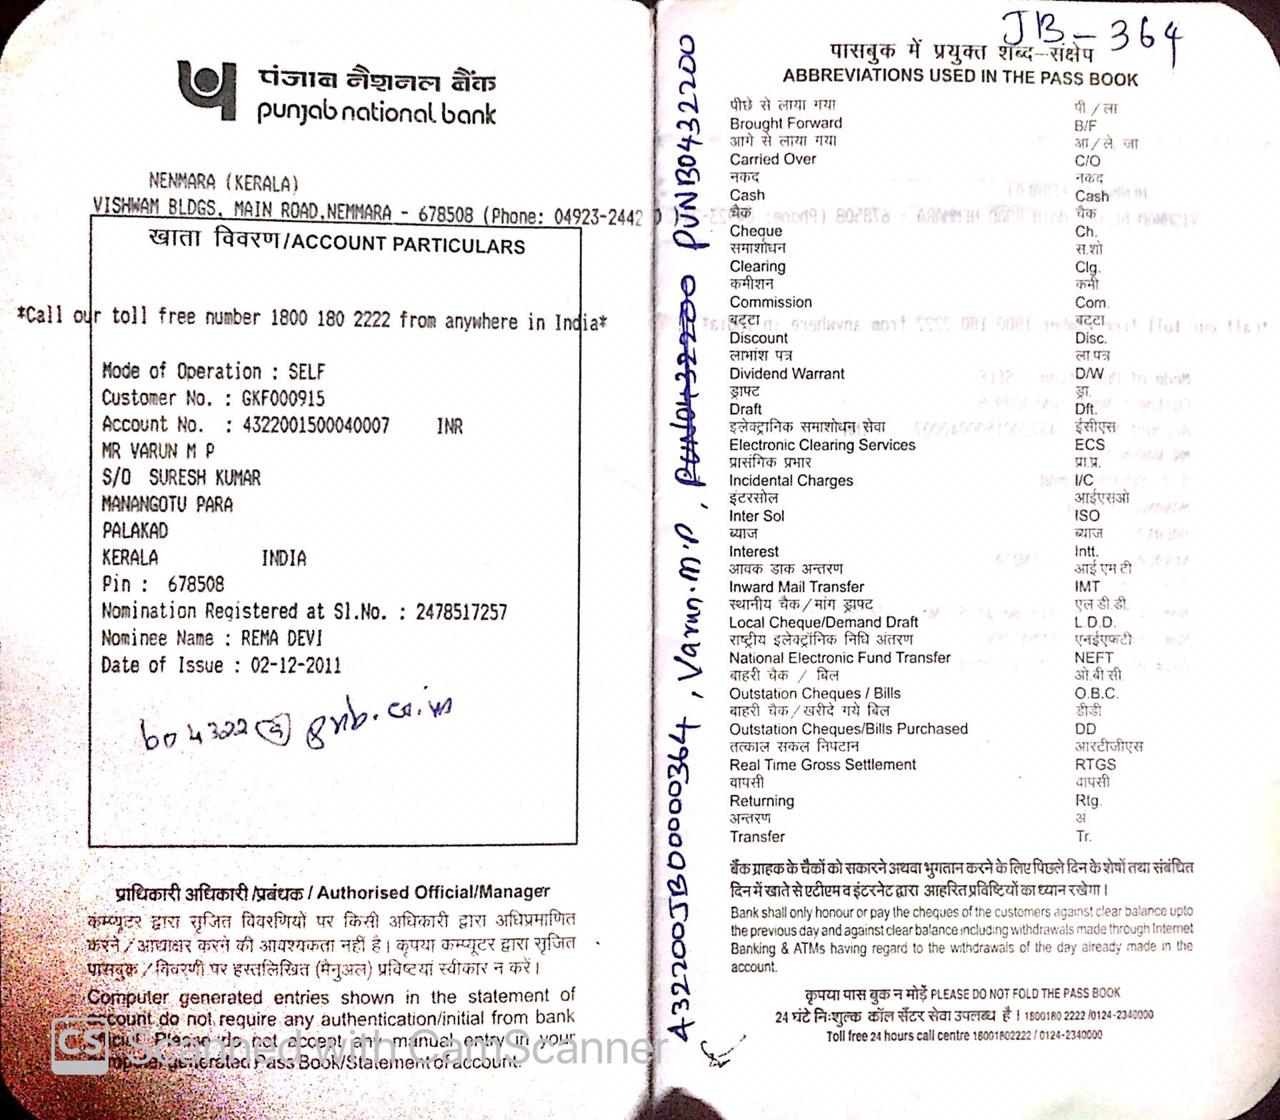 पंजाब नैशनल बैंक
punjab national bank
NENMARA (KERALA)
VISHWAM BLDGS. MAIN ROAD,NEMMARA - 678508 (Phone: 04923-2442
खाता विवरण/ACCOUNT PARTICULARS
*Call our toll free number 1800 180 2222 from anywhere in India*
Mode of Operation : SELF
Customer No. : GKF000915
Account No. : 4322001500040007 INR
MR VARUN M P
S/O SURESH KUMAR
MANANGOTU PARA
PALAKAD
KERALA INDIA
Pin : 678508
Nomination Registered at Sl.No. : 2478517257
Nominee Name : REMA DEVI
Date of Issue : 02-12-2011
bo4322@pnb.co.in
प्राधिकारी अधिकारी/प्रबंधक / Authorised Official/Manager
कम्प्यूटर द्वारा सृजित विवरणियों पर किसी अधिकारी द्वारा अधिप्रमाणित
करने / आद्याक्षर करने की आवश्यकता नहीं है। कृपया कम्प्यूटर द्वारा सृजित
पासबुक / विवरणी पर हस्तलिखित (मैनुअल) प्रविष्टियां स्वीकार न करें।
Computer generated entries shown in the statement of
account do not require any authentication/initial from bank
Please do not accept any manual entry in your
generated Pass Book/Statement of account.
CS Scanned with CamScanner
A32200JB00000364, Varun.M.P, PUNB0432200 PUNB0432200
JB-364
पासबुक में प्रयुक्त शब्द-संक्षेप
ABBREVIATIONS USED IN THE PASS BOOK
पीछे से लाया गया पी / ला
Brought Forward B/F
आगे से लाया गया आ / ले. जा
Carried Over C/O
नकद नकद
Cash Cash
चैक चैक
Cheque Ch.
समाशोधन स.शो
Clearing Clg.
कमीशन कमी
Commission Com.
बट्टा बट्टा
Discount Disc.
लाभांश पत्र ला पत्र
Dividend Warrant D/W
ड्राफ्ट ड्रा.
Draft Dft.
इलेक्ट्रानिक समाशोधन सेवा ईसीएस
Electronic Clearing Services ECS
प्रासंगिक प्रभार प्रा.प्र.
Incidental Charges I/C
इंटरसोल आईएसओ
Inter Sol ISO
ब्याज ब्याज
Interest Intt.
आवक डाक अन्तरण आई एम टी
Inward Mail Transfer IMT
स्थानीय चैक / मांग ड्राफ्ट एल डी डी.
Local Cheque/Demand Draft L.D.D.
राष्ट्रीय इलेक्ट्रॉनिक निधि अंतरण एनईएफटी
National Electronic Fund Transfer NEFT
बाहरी चैक / बिल ओ.बी सी
Outstation Cheques / Bills O.B.C.
बाहरी चैक / खरीदे गये बिल डीडी
Outstation Cheques/Bills Purchased DD
तत्काल सकल निपटान आरटीजीएस
Real Time Gross Settlement RTGS
वापसी वापसी
Returning Rtg.
अन्तरण अं
Transfer Tr.
बैंक ग्राहक के चैकों को सकारने अथवा भुगतान करने के लिए पिछले दिन के शेषों तथा संबंधित
दिन में खाते से एटीएम व इंटरनेट द्वारा आहरित प्रविष्टियों का ध्यान रखेगा।
Bank shall only honour or pay the cheques of the customers against clear balance upto
the previous day and against clear balance including withdrawals made through Internet
Banking & ATMs having regard to the withdrawals of the day already made in the
account.
कृपया पास बुक न मोड़ें PLEASE DO NOT FOLD THE PASS BOOK
24 घंटे निःशुल्क कॉल सेंटर सेवा उपलब्ध है। 1800180 2222 /0124-2340000
Toll free 24 hours call centre 18001802222 / 0124-2340000